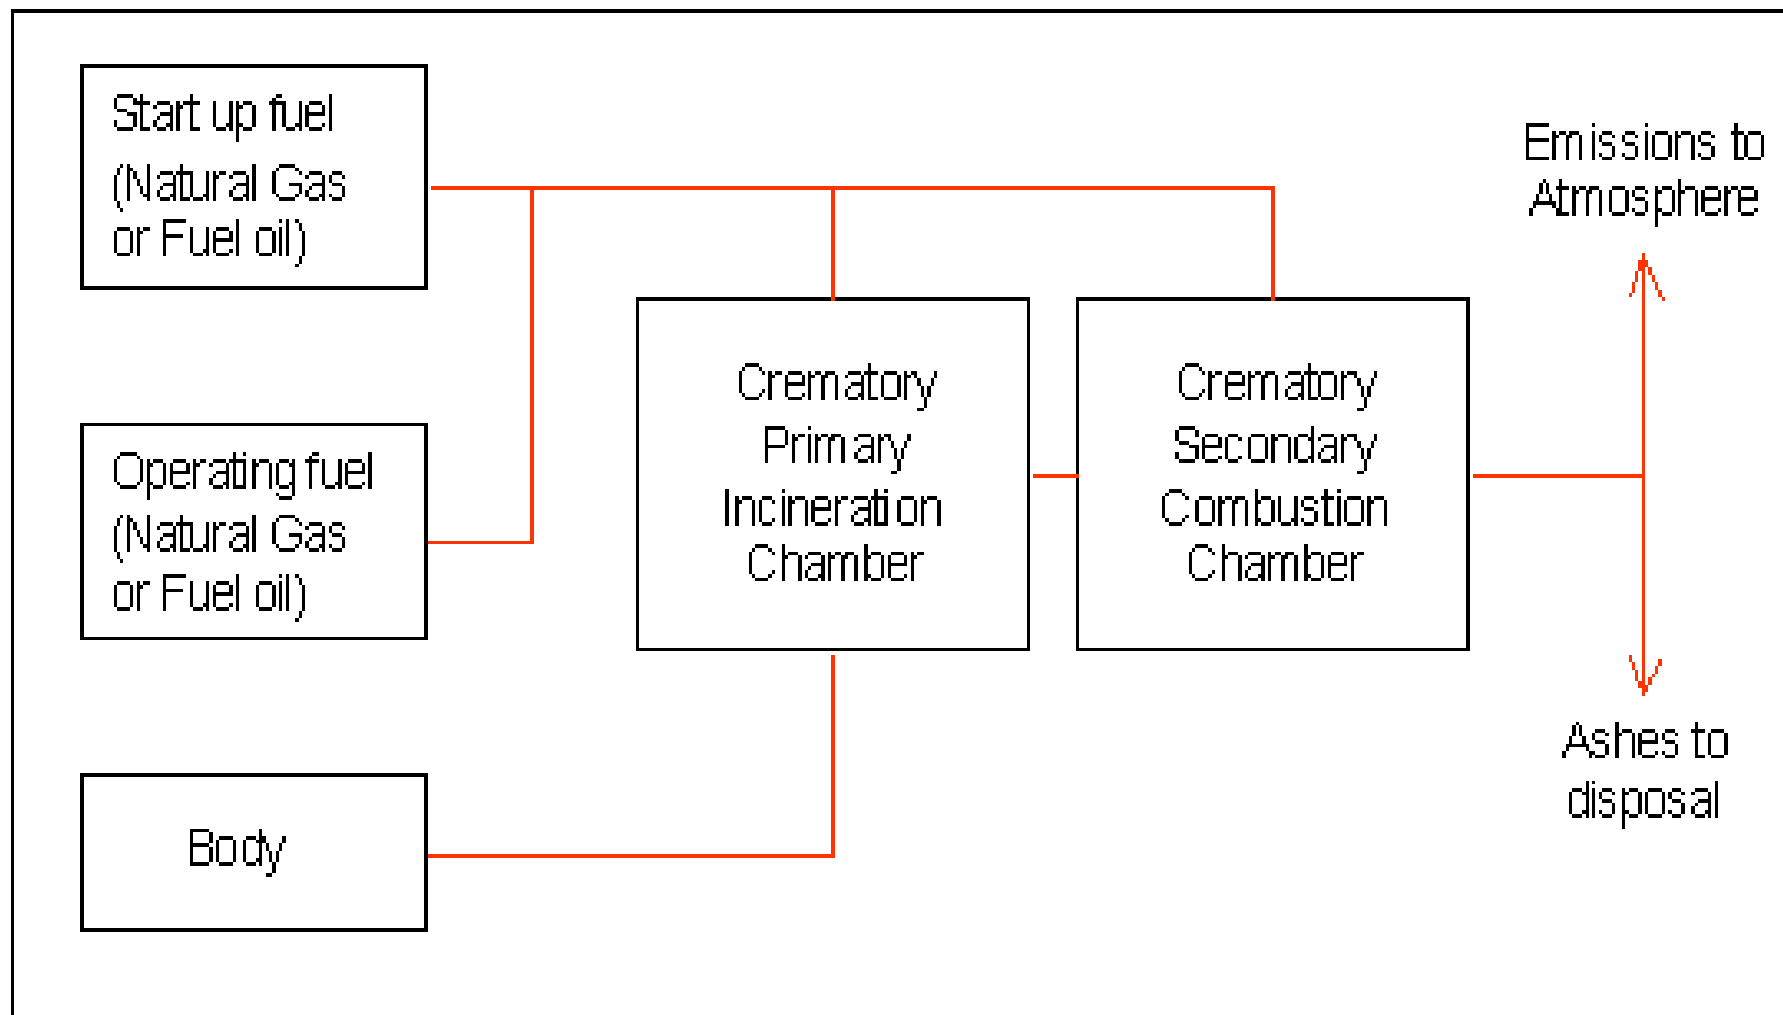 Start up fuel
(Natural Gas
or Fuel oil)
Operating fuel
(Natural Gas
or Fuel oil)
Body
Crematory
Primary
Incineration
Chamber
Crematory
Secondary
Combustion
Chamber
Emissions to
Atmosphere
Ashes to
disposal